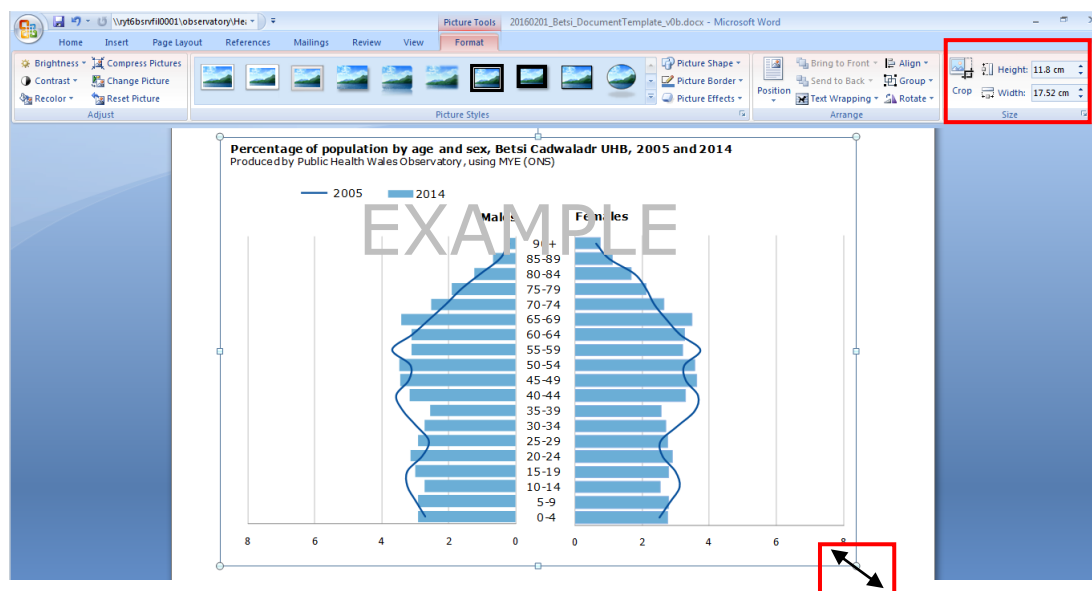 \\ryt6bsrvfil0001\observatory\Hea
Picture Tools
20160201_Betsi_DocumentTemplate_v0b.docx - Microsoft Word
Home Insert Page Layout References Mailings Review View Format
Brightness Compress Pictures
Contrast Change Picture
Recolor Reset Picture
Adjust
Picture Styles
Picture Shape
Picture Border
Picture Effects
Position
Bring to Front
Send to Back
Text Wrapping
Align
Group
Rotate
Arrange
Crop
Height: 11.8 cm
Width: 17.52 cm
Size
Percentage of population by age and sex, Betsi Cadwaladr UHB, 2005 and 2014
Produced by Public Health Wales Observatory, using MYE (ONS)
2005 2014
Males Females
EXAMPLE
90+
85-89
80-84
75-79
70-74
65-69
60-64
55-59
50-54
45-49
40-44
35-39
30-34
25-29
20-24
15-19
10-14
5-9
0-4
8 6 4 2 0 0 2 4 6 8